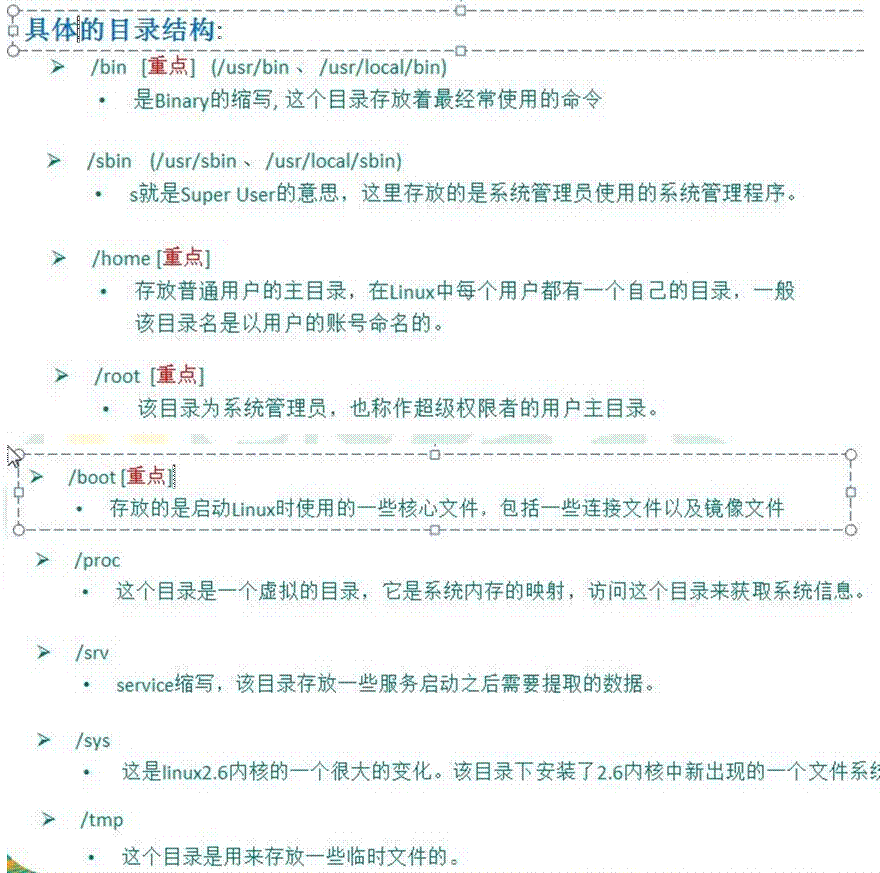 具体的目录结构:
/bin [重点] (/usr/bin 、 /usr/local/bin)
是Binary的缩写, 这个目录存放着最经常使用的命令
/sbin (/usr/sbin 、 /usr/local/sbin)
s就是Super User的意思，这里存放的是系统管理员使用的系统管理程序。
/home [重点]
存放普通用户的主目录，在Linux中每个用户都有一个自己的目录，一般
该目录名是以用户的账号命名的。
/root [重点]
该目录为系统管理员，也称作超级权限者的用户主目录。
/boot [重点]
存放的是启动Linux时使用的一些核心文件，包括一些连接文件以及镜像文件
/proc
这个目录是一个虚拟的目录，它是系统内存的映射，访问这个目录来获取系统信息。
/srv
service缩写，该目录存放一些服务启动之后需要提取的数据。
/sys
这是linux2.6内核的一个很大的变化。该目录下安装了2.6内核中新出现的一个文件系统
/tmp
这个目录是用来存放一些临时文件的。